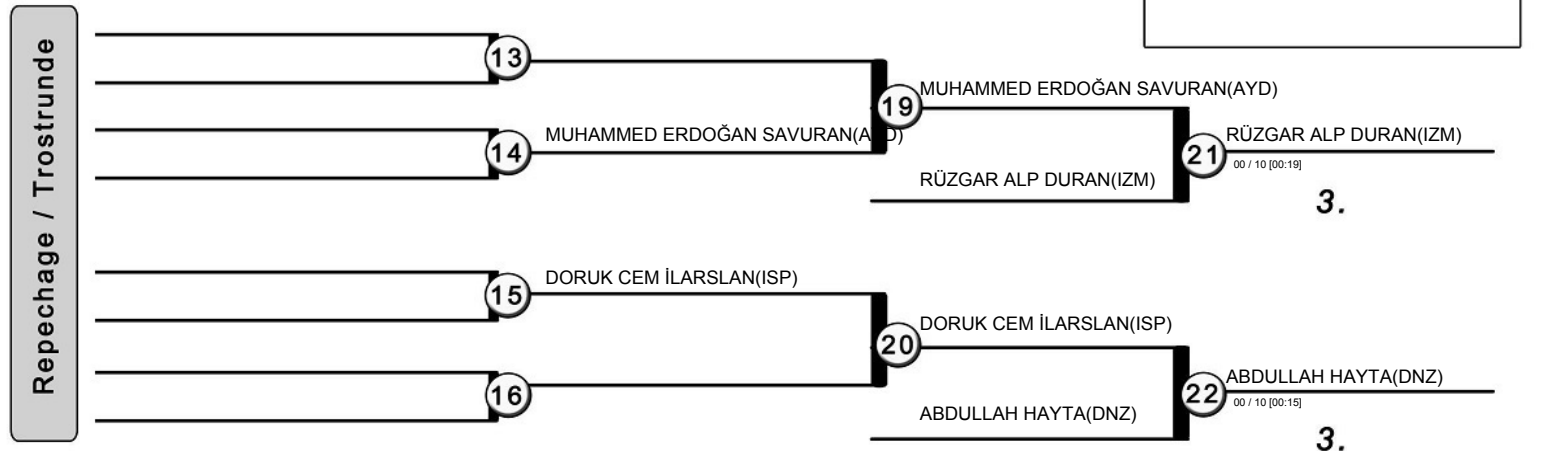 Repechage / Trostrunde
13
MUHAMMED ERDOĞAN SAVURAN(AYD)
19
14
MUHAMMED ERDOĞAN SAVURAN(AYD)
RÜZGAR ALP DURAN(IZM)
21
RÜZGAR ALP DURAN(IZM)
00 / 10 [00:19]
3.
15
DORUK CEM İLARSLAN(ISP)
DORUK CEM İLARSLAN(ISP)
20
16
ABDULLAH HAYTA(DNZ)
22
ABDULLAH HAYTA(DNZ)
00 / 10 [00:15]
3.